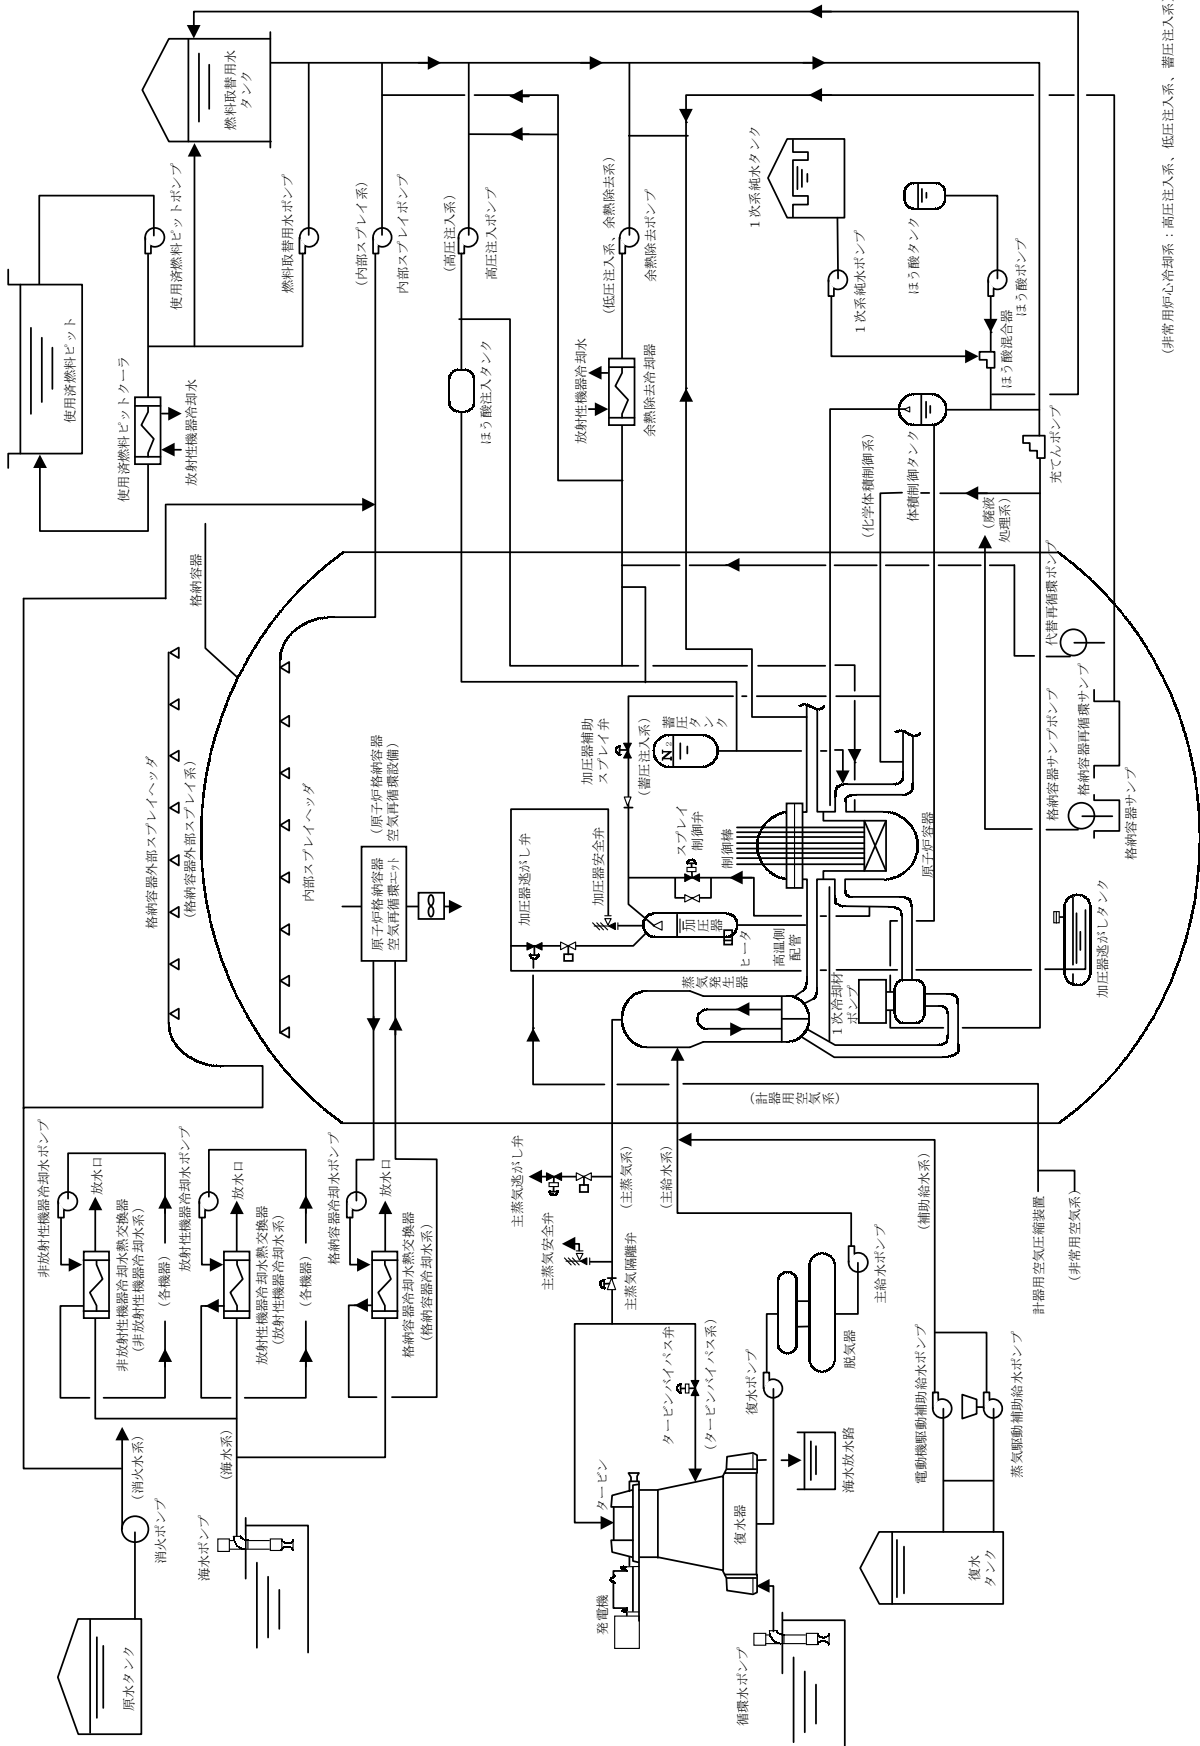 燃料取替用水
タンク
使用済燃料ピットポンプ
使用済燃料ピット
使用済燃料ピットクーラ
放射性機器冷却水
燃料取替用水ポンプ
(内部スプレイ系)
内部スプレイポンプ
(高圧注入系)
高圧注入ポンプ
ほう酸注入タンク
(低圧注入系、余熱除去系)
余熱除去ポンプ
放射性機器冷却水
余熱除去冷却器
1次系純水タンク
1次系純水ポンプ
ほう酸タンク
ほう酸ポンプ
ほう酸混合器
(化学体積制御系)
体積制御タンク
充てんポンプ
(廃液
処理系)
(非常用炉心冷却系：高圧注入系、低圧注入系、蓄圧注入系
格納容器
格納容器外部スプレイヘッダ
(格納容器外部スプレイ系)
内部スプレイヘッダ
(原子炉格納容器
空気再循環設備)
原子炉格納容器
空気再循環ユニット
加圧器補助
スプレイ弁
(蓄圧注入系)
蓄圧
タンク
N2
加圧器逃がし弁
加圧器安全弁
スプレイ
制御弁
制御棒
加圧器
ヒータ
高温側
配管
蒸気
発生器
原子炉容器
1次冷却材
ポンプ
代替再循環ポンプ
格納容器再循環サンプ
格納容器サンプポンプ
格納容器サンプ
加圧器逃がしタンク
(計器用空気系)
非放射性機器冷却水ポンプ
放水口
非放射性機器冷却水熱交換器
(非放射性機器冷却水系)
(各機器)
放射性機器冷却水ポンプ
放水口
放射性機器冷却水熱交換器
(放射性機器冷却水系)
(各機器)
格納容器冷却水ポンプ
放水口
格納容器冷却水熱交換器
(格納容器冷却水系)
主蒸気逃がし弁
主蒸気安全弁
主蒸気隔離弁
(主蒸気系)
(主給水系)
(補助給水系)
計器用空気圧縮装置
(非常用空気系)
主給水ポンプ
脱気器
復水ポンプ
タービンバイパス弁
(タービンバイパス系)
タービン
発電機
復水器
海水放水路
循環水ポンプ
電動機駆動補助給水ポンプ
蒸気駆動補助給水ポンプ
復水
タンク
(消火水系)
消火ポンプ
(海水系)
海水ポンプ
原水タンク